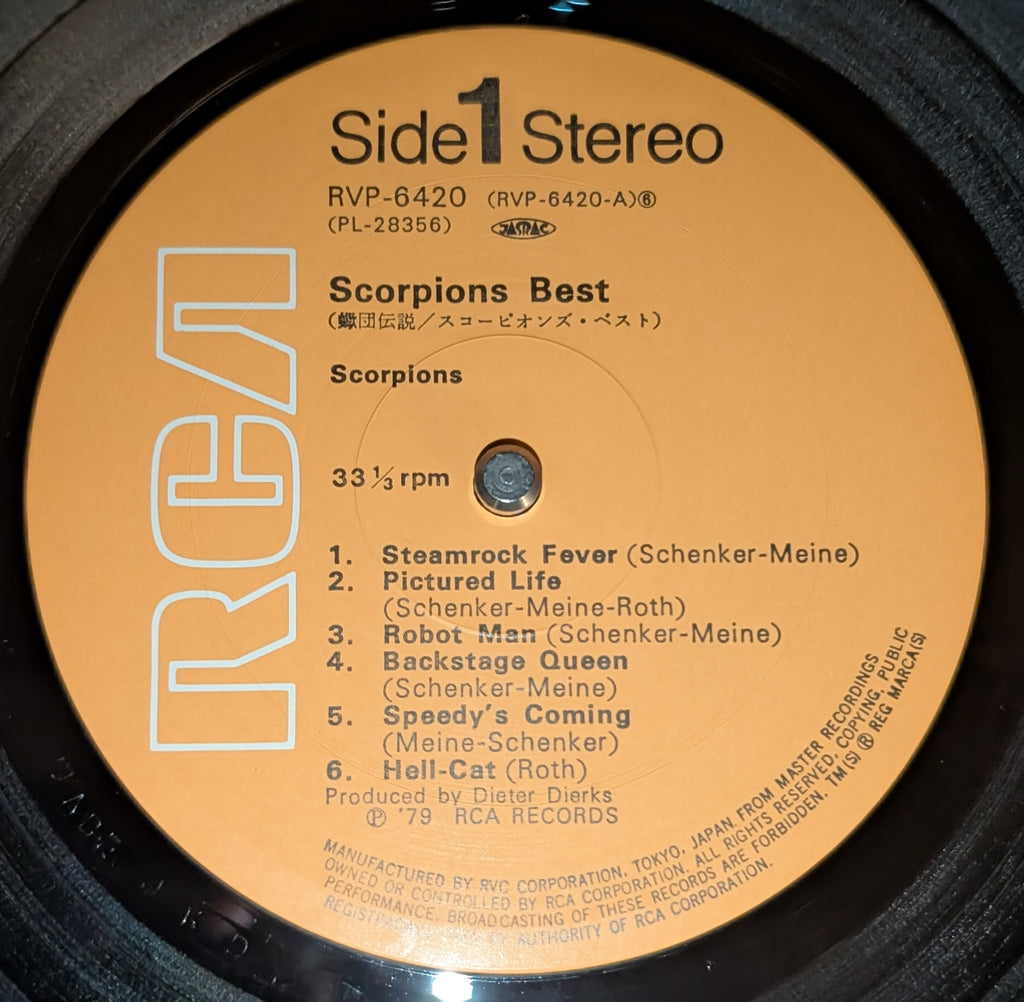 Side 1 Stereo
RVP-6420 (RVP-6420-A)⑥
(PL-28356) JASRAC
Scorpions Best
(蠍団伝説／スコーピオンズ・ベスト)
Scorpions
33 1/3 rpm
RCA
1. Steamrock Fever (Schenker-Meine)
2. Pictured Life
(Schenker-Meine-Roth)
3. Robot Man (Schenker-Meine)
4. Backstage Queen
(Schenker-Meine)
5. Speedy's Coming
(Meine-Schenker)
6. Hell-Cat (Roth)
Produced by Dieter Dierks
Ⓟ '79 RCA RECORDS
MANUFACTURED BY RVC CORPORATION, TOKYO, JAPAN, FROM MASTER RECORDINGS
OWNED OR CONTROLLED BY RCA CORPORATION. ALL RIGHTS RESERVED, COPYING, PUBLIC
PERFORMANCE, BROADCASTING OF THESE RECORDS ARE FORBIDDEN. TM(S) ® REG MARCA(S)
AUTHORITY OF RCA CORPORATION.